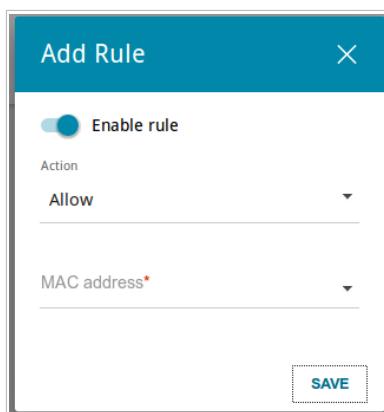 Add Rule
Enable rule
Action
Allow
MAC address*
SAVE